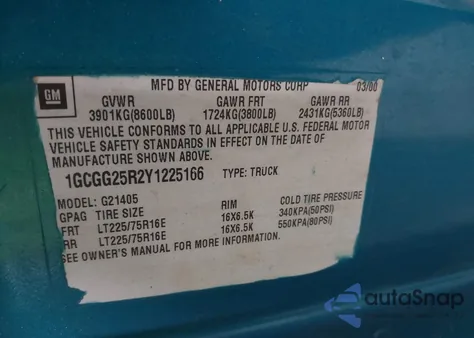 GM
MFD BY GENERAL MOTORS CORP 03/00
GVWR GAWR FRT GAWR RR
3901KG(8600LB) 1724KG(3800LB) 2431KG(5360LB)
THIS VEHICLE CONFORMS TO ALL APPLICABLE U.S. FEDERAL MOTOR
VEHICLE SAFETY STANDARDS IN EFFECT ON THE DATE OF
MANUFACTURE SHOWN ABOVE.
1GCGG25R2Y1225166 TYPE: TRUCK
MODEL: G21405
GPAG TIRE SIZE RIM COLD TIRE PRESSURE
FRT LT225/75R16E 16X6.5K 340KPA(50PSI)
RR LT225/75R16E 16X6.5K 550KPA(80PSI)
SEE OWNER'S MANUAL FOR MORE INFORMATION.
autoSnap